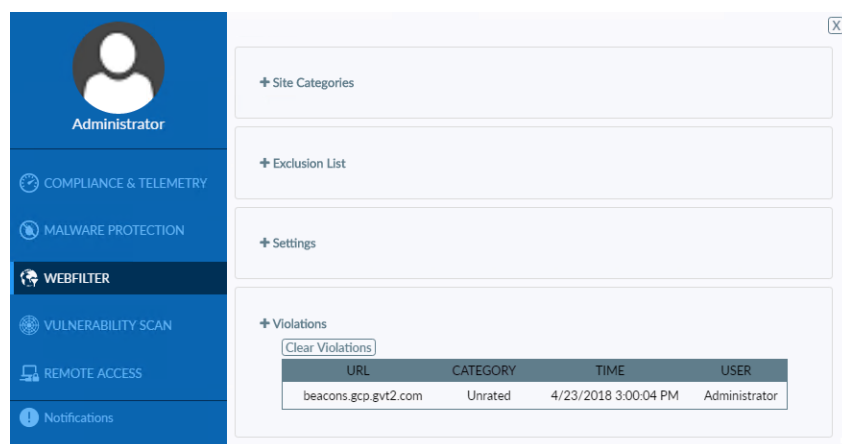 X
Administrator
COMPLIANCE & TELEMETRY
MALWARE PROTECTION
WEBFILTER
VULNERABILITY SCAN
REMOTE ACCESS
! Notifications
+ Site Categories
+ Exclusion List
+ Settings
+ Violations
Clear Violations
URL CATEGORY TIME USER
beacons.gcp.gvt2.com Unrated 4/23/2018 3:00:04 PM Administrator